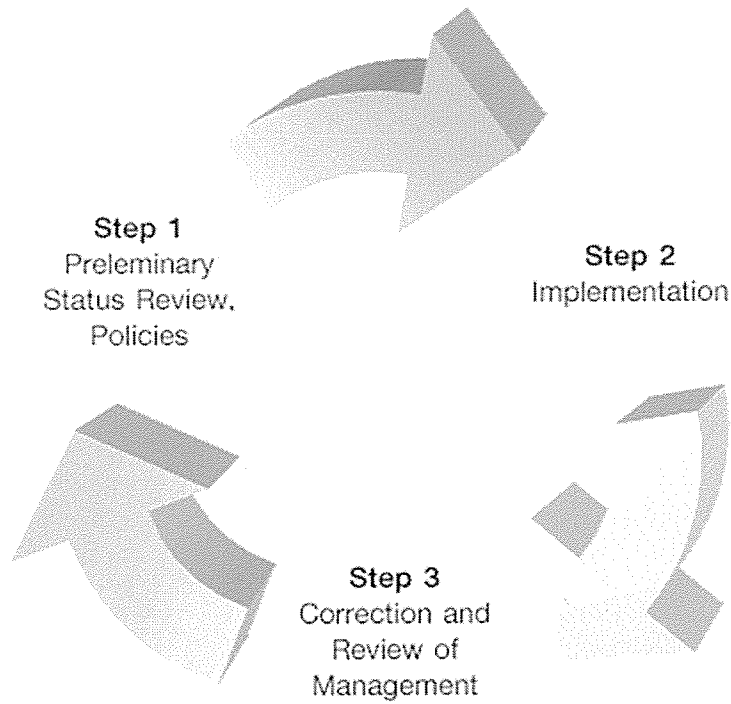 Step 1
Preleminary
Status Review,
Policies
Step 2
Implementation
Step 3
Correction and
Review of
Management